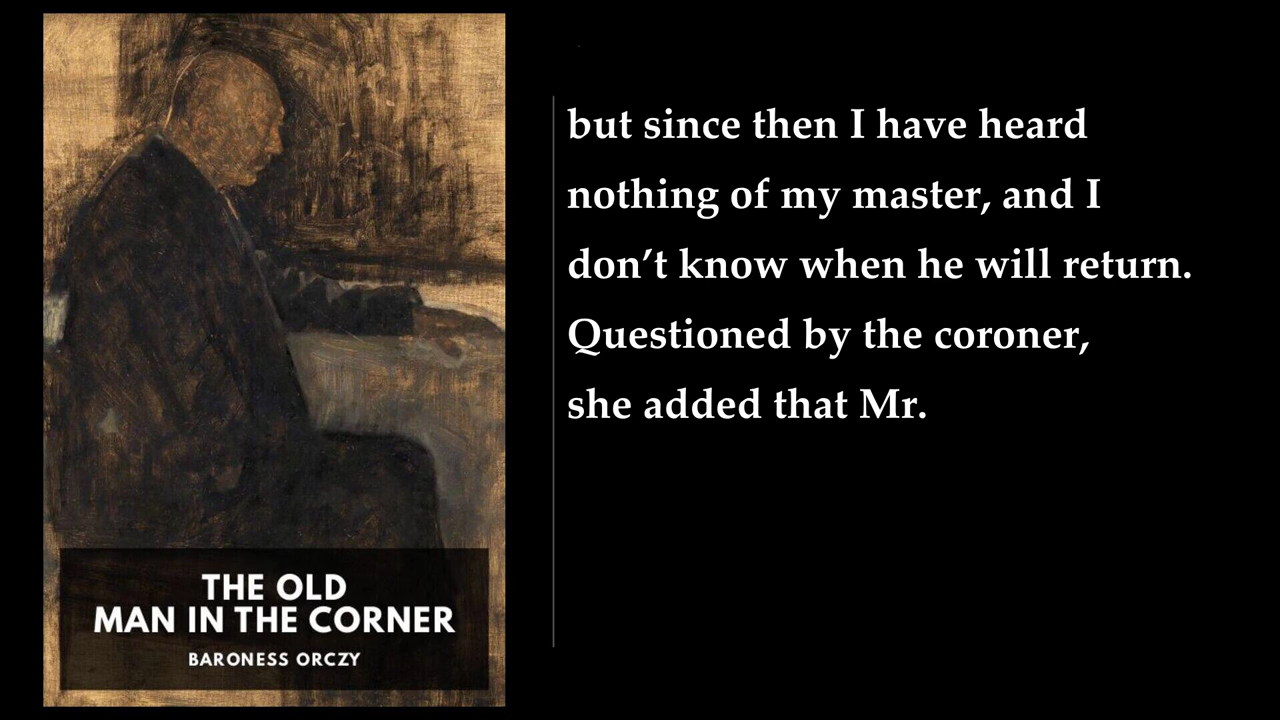 THE OLD
MAN IN THE CORNER
BARONESS ORCZY
but since then I have heard
nothing of my master, and I
don’t know when he will return.
Questioned by the coroner,
she added that Mr.